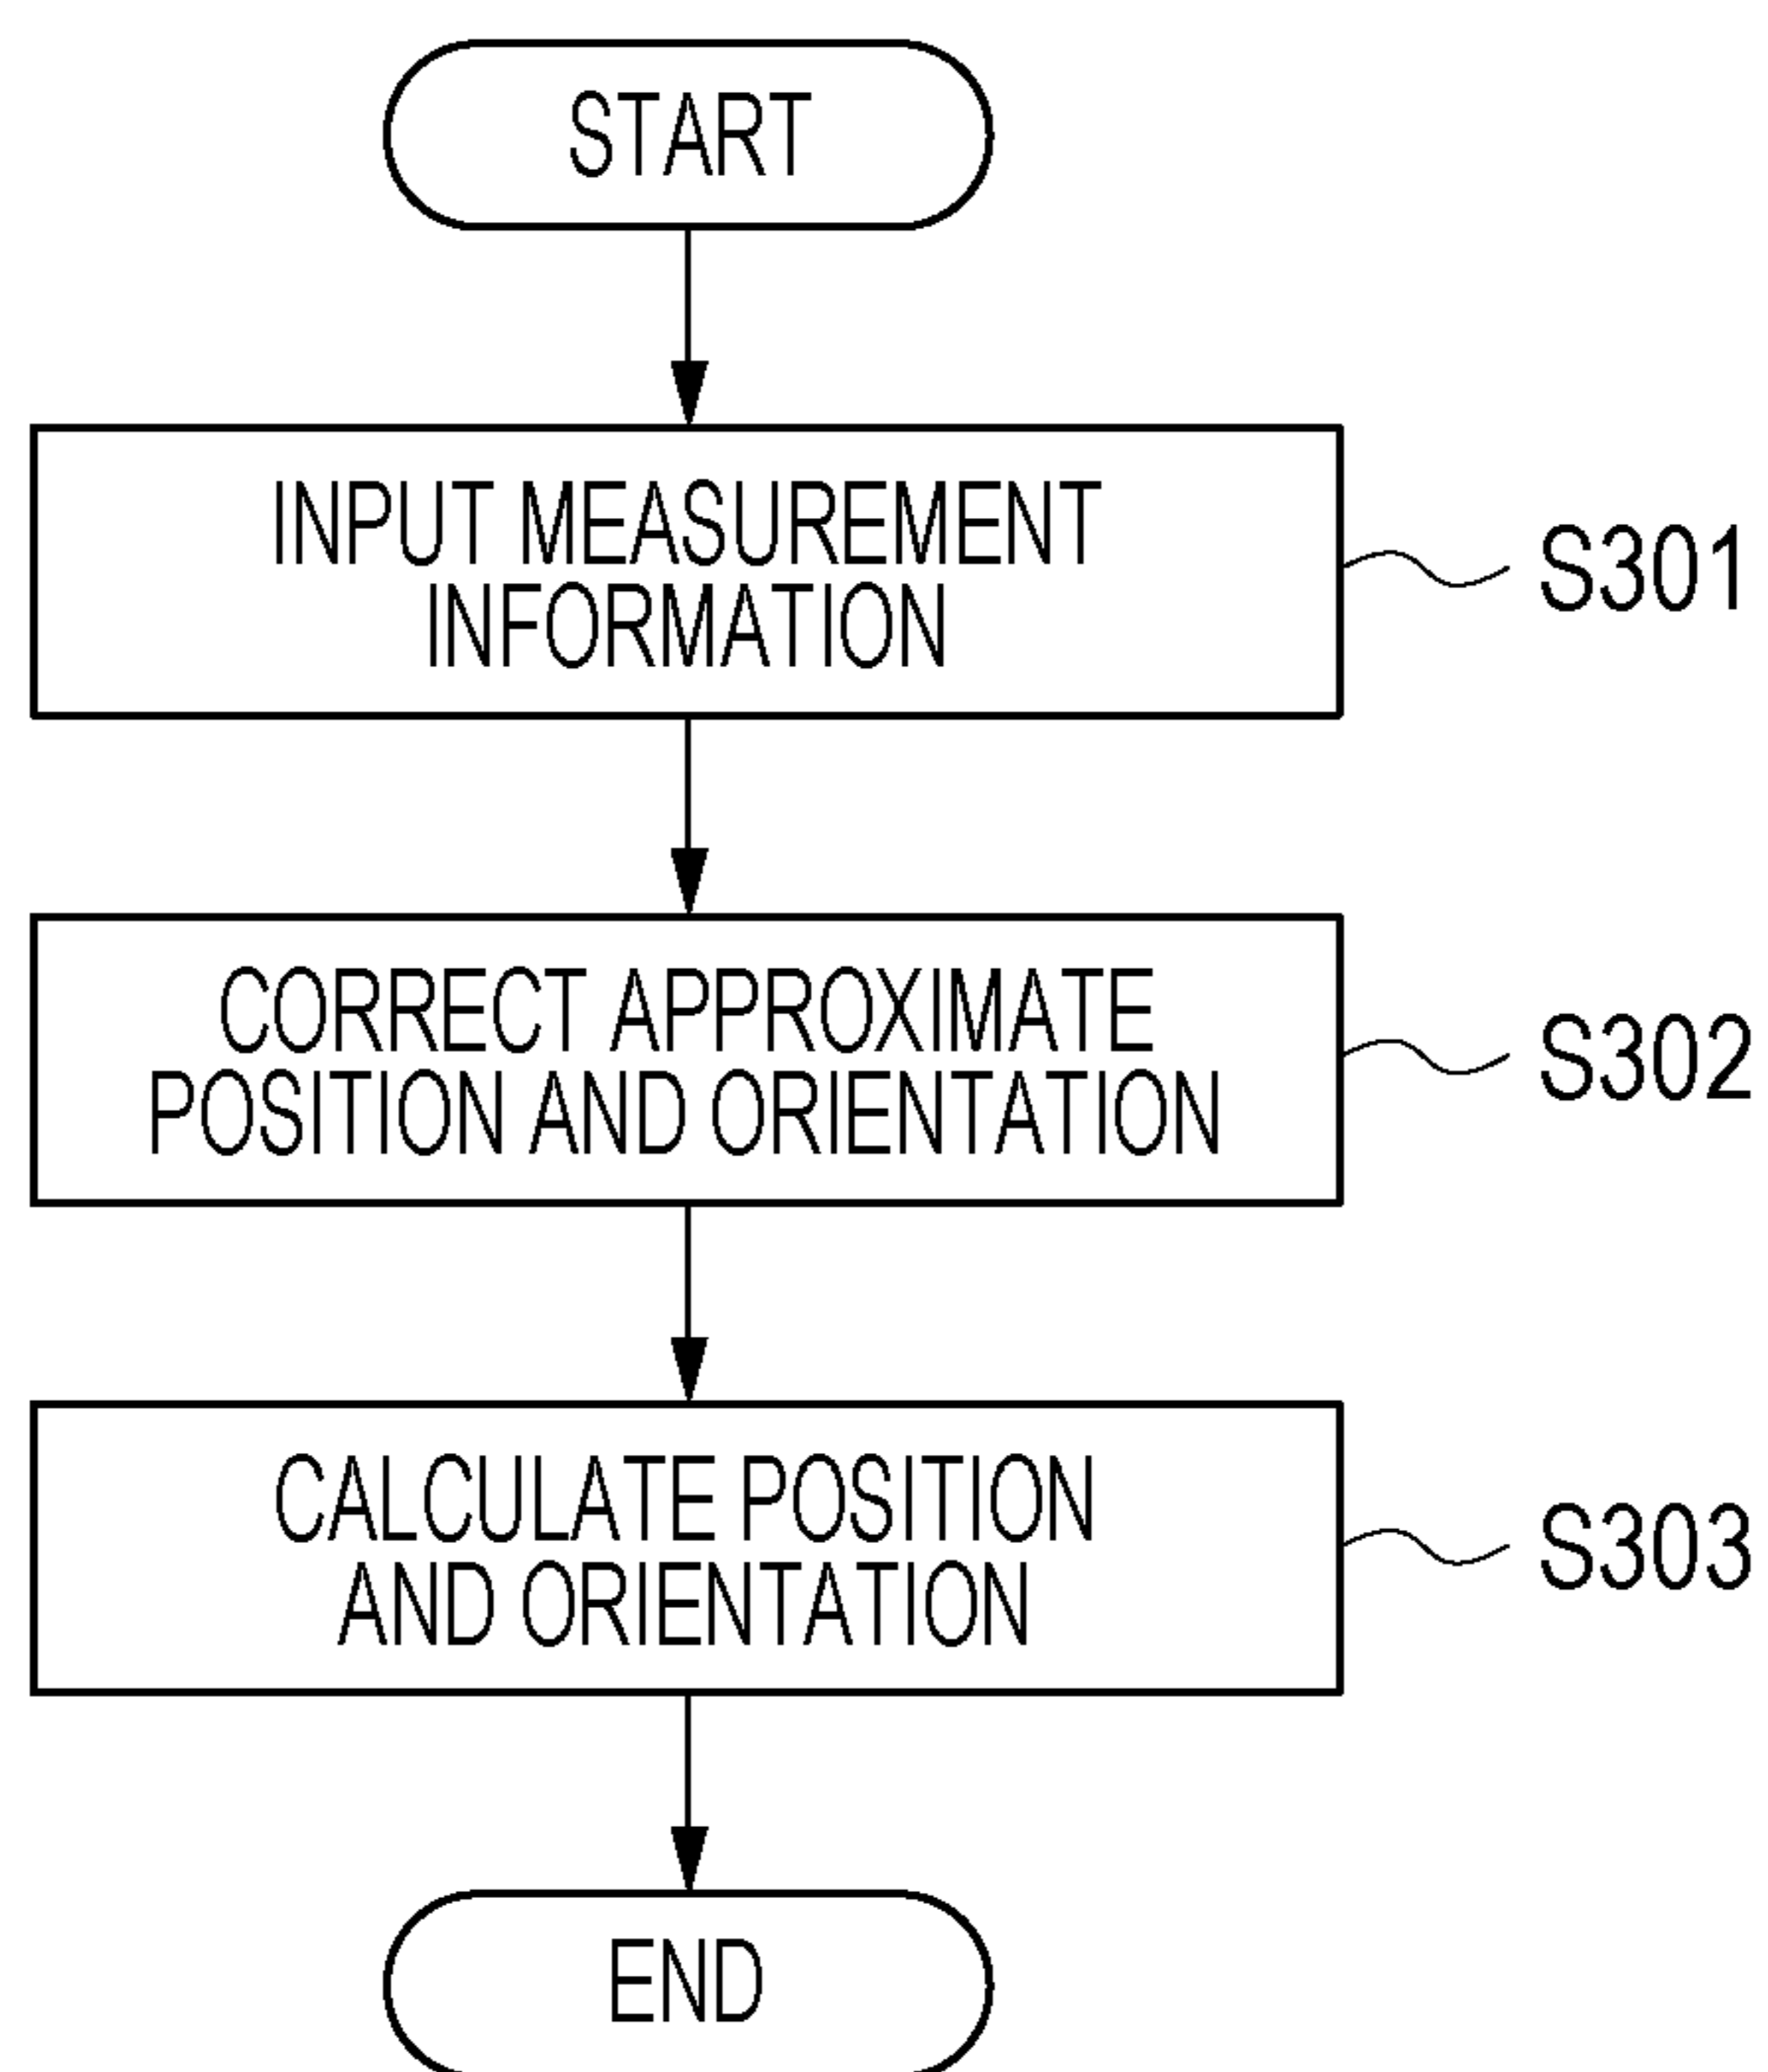 START
INPUT MEASUREMENT
INFORMATION
S301
CORRECT APPROXIMATE
POSITION AND ORIENTATION
S302
CALCULATE POSITION
AND ORIENTATION
S303
END